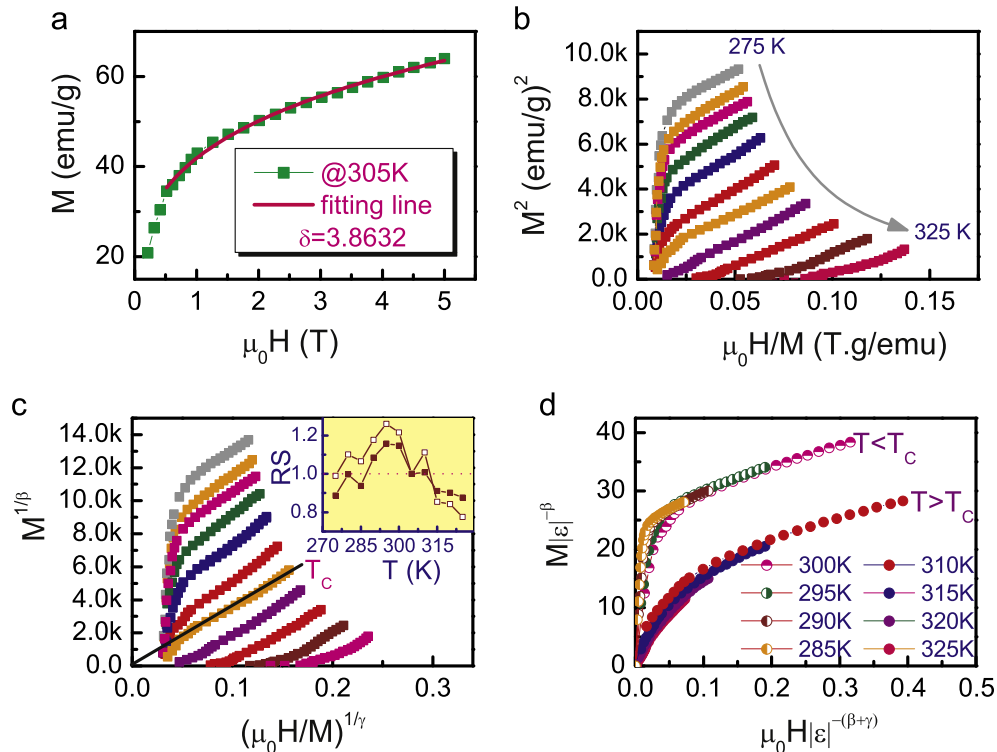 a
60
40
20
M (emu/g)
@305K
fitting line
δ=3.8632
0 1 2 3 4 5
μ₀H (T)
b
10.0k
8.0k
6.0k
4.0k
2.0k
0.0
M² (emu/g)²
275 K
325 K
0.00 0.05 0.10 0.15
μ₀H/M (T.g/emu)
c
14.0k
12.0k
10.0k
8.0k
6.0k
4.0k
2.0k
0.0
M^1/β
1.2
1.0
0.8
RS
270 285 300 315
T (K)
T_C
0.0 0.1 0.2 0.3
(μ₀H/M)^1/γ
d
40
30
20
10
0
M|ε|^-β
T<T_C
T>T_C
300K 310K
295K 315K
290K 320K
285K 325K
0.0 0.1 0.2 0.3 0.4 0.5
μ₀H|ε|^-(β+γ)